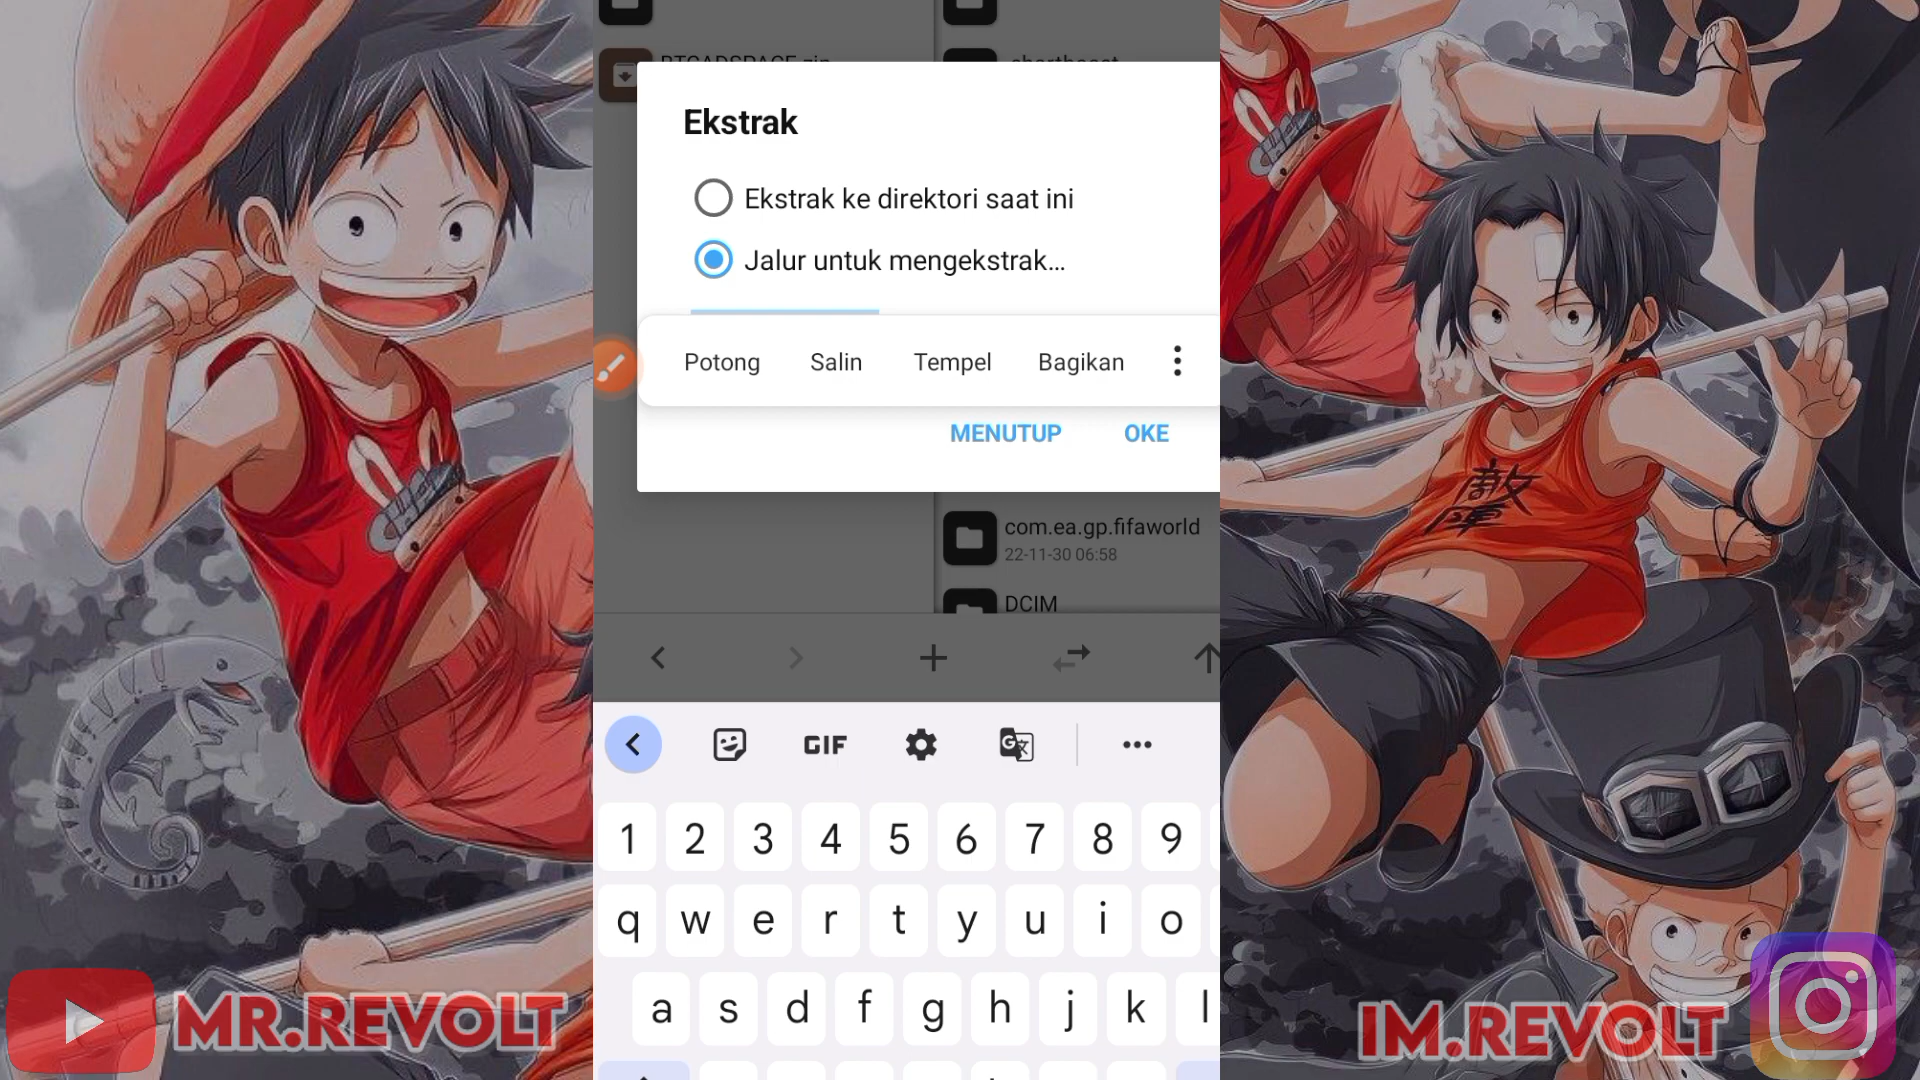 Ekstrak
Ekstrak ke direktori saat ini
Jalur untuk mengekstrak...
Potong Salin Tempel Bagikan
MENUTUP OKE
com.ea.gp.fifaworld
22-11-30 06:58
DCIM
GIF
1 2 3 4 5 6 7 8 9
q w e r t y u i o
a s d f g h j k l
MR.REVOLT
IM.REVOLT